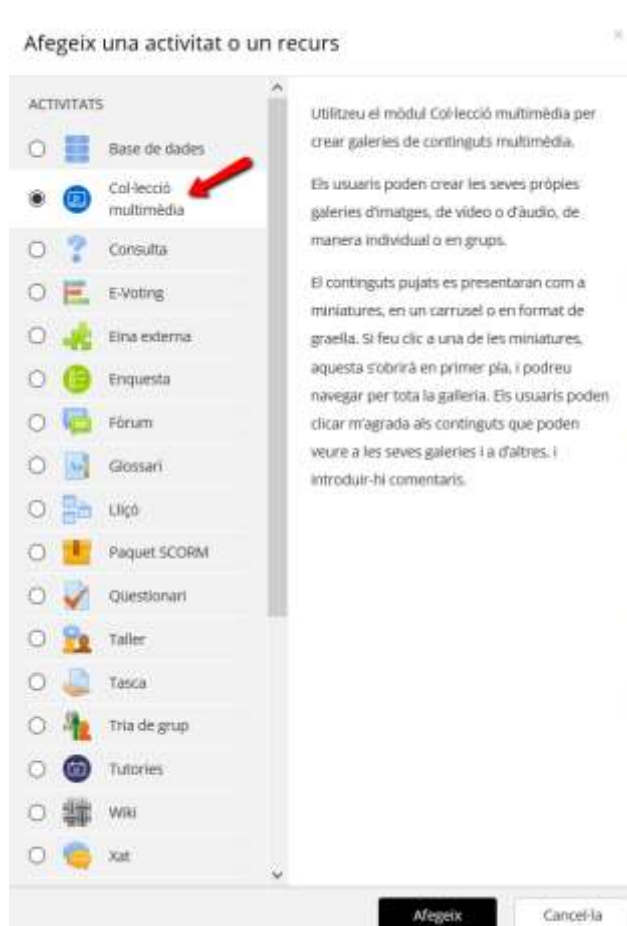 Afegeix una activitat o un recurs
×
ACTIVITATS
Base de dades
Col·lecció
multimèdia
Consulta
E-Voting
Eina externa
Enquesta
Fòrum
Glossari
Lliçó
Paquet SCORM
Qüestionari
Taller
Tasca
Tria de grup
Tutories
Wiki
Xat
Utilitzeu el mòdul Col·lecció multimèdia per
crear galeries de continguts multimèdia.
Els usuaris poden crear les seves pròpies
galeries d'imatges, de vídeo o d'àudio, de
manera individual o en grups.
El continguts pujats es presentaran com a
miniatures, en un carrusel o en format de
graella. Si feu clic a una de les miniatures,
aquesta s'obrirà en primer pla, i podreu
navegar per tota la galleria. Els usuaris poden
clicar m'agrada als continguts que poden
veure a les seves galeries i a d'altres, i
introduir-hi comentaris.
Afegeix
Cancel·la